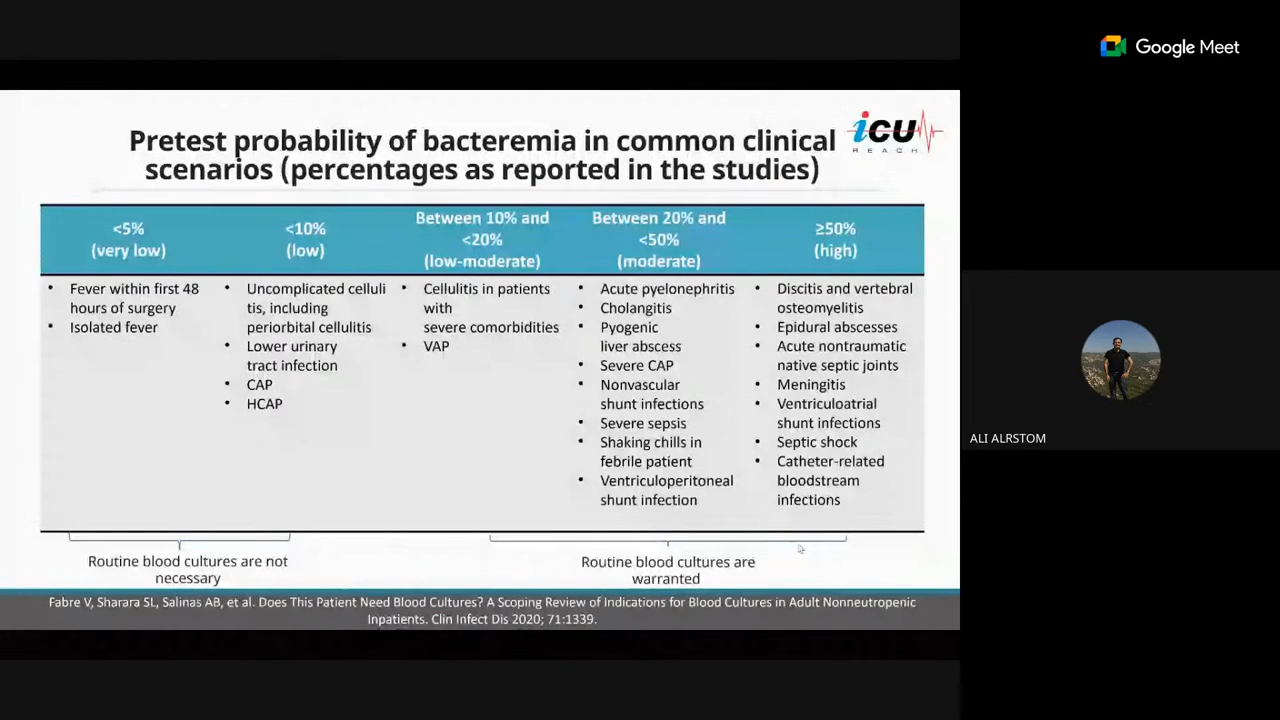 Google Meet
Pretest probability of bacteremia in common clinical
scenarios (percentages as reported in the studies)
iCU
REACH
<5%
(very low)
<10%
(low)
Between 10% and
<20%
(low-moderate)
Between 20% and
<50%
(moderate)
≥50%
(high)
• Fever within first 48
hours of surgery
• Isolated fever
• Uncomplicated celluli
tis, including
periorbital cellulitis
• Lower urinary
tract infection
• CAP
• HCAP
• Cellulitis in patients
with
severe comorbidities
• VAP
• Acute pyelonephritis
• Cholangitis
• Pyogenic
liver abscess
• Severe CAP
• Nonvascular
shunt infections
• Severe sepsis
• Shaking chills in
febrile patient
• Ventriculoperitoneal
shunt infection
• Discitis and vertebral
osteomyelitis
• Epidural abscesses
• Acute nontraumatic
native septic joints
• Meningitis
• Ventriculoatrial
shunt infections
• Septic shock
• Catheter-related
bloodstream
infections
Routine blood cultures are not
necessary
Routine blood cultures are
warranted
Fabre V, Sharara SL, Salinas AB, et al. Does This Patient Need Blood Cultures? A Scoping Review of Indications for Blood Cultures in Adult Nonneutropenic
Inpatients. Clin Infect Dis 2020; 71:1339.
ALI ALRSTOM